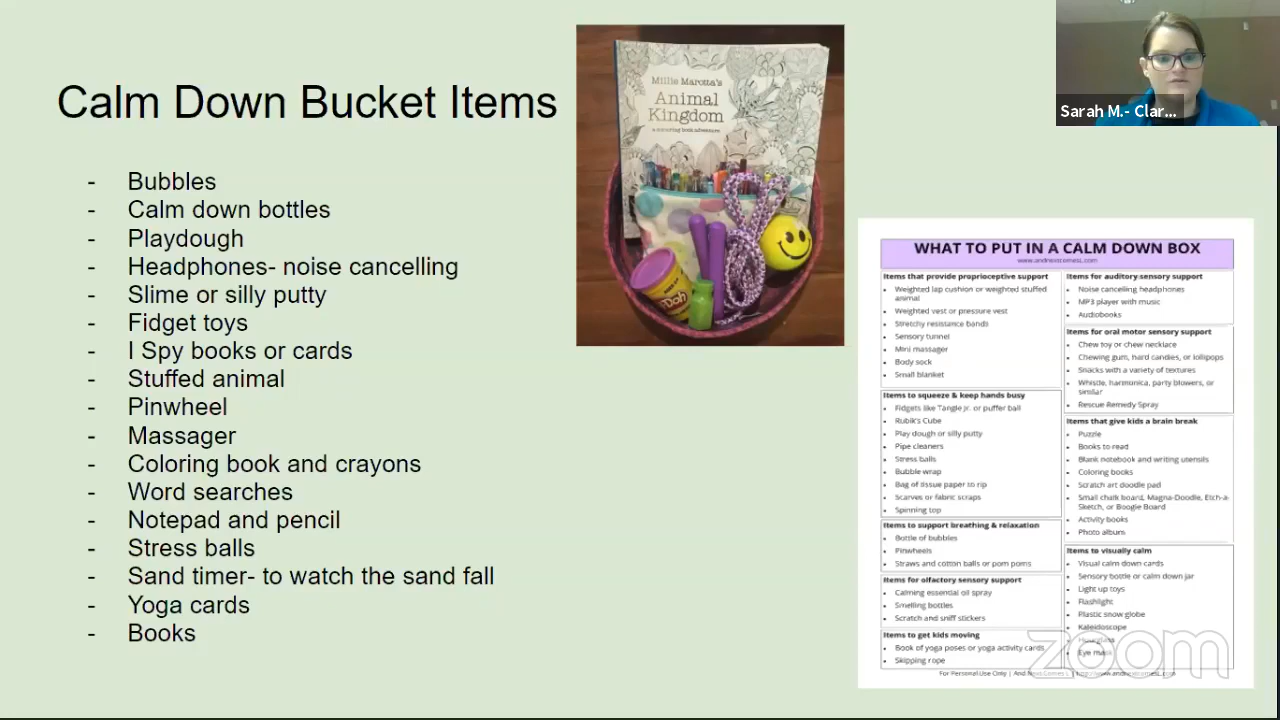 Calm Down Bucket Items
- Bubbles
- Calm down bottles
- Playdough
- Headphones- noise cancelling
- Slime or silly putty
- Fidget toys
- I Spy books or cards
- Stuffed animal
- Pinwheel
- Massager
- Coloring book and crayons
- Word searches
- Notepad and pencil
- Stress balls
- Sand timer- to watch the sand fall
- Yoga cards
- Books
Millie Marotta's
Animal
Kingdom
a colouring book adventure
Doh
Sarah M.- Clar...
WHAT TO PUT IN A CALM DOWN BOX
www.andnextcomesL.com
Items that provide proprioceptive support
• Weighted lap cushion or weighted stuffed
animal
• Weighted vest or pressure vest
• Stretchy resistance bands
• Sensory tunnel
• Mini massager
• Body sock
• Small blanket
Items to squeeze & keep hands busy
• Fidgets like Tangle Jr. or puffer ball
• Rubik's Cube
• Play dough or silly putty
• Pipe cleaners
• Stress balls
• Bubble wrap
• Bag of tissue paper to rip
• Scarves or fabric scraps
• Spinning top
Items to support breathing & relaxation
• Bottle of bubbles
• Pinwheels
• Straws and cotton balls or pom poms
Items for olfactory sensory support
• Calming essential oil spray
• Smelling bottles
• Scratch and sniff stickers
Items to get kids moving
• Book of yoga poses or yoga activity cards
• Skipping rope
Items for auditory sensory support
• Noise cancelling headphones
• MP3 player with music
• Audiobooks
Items for oral motor sensory support
• Chew toy or chew necklace
• Chewing gum, hard candies, or lollipops
• Snacks with a variety of textures
• Whistle, harmonica, party blowers, or
similar
• Rescue Remedy Spray
Items that give kids a brain break
• Puzzle
• Books to read
• Blank notebook and writing utensils
• Coloring books
• Scratch art doodle pad
• Small chalk board, Magna-Doodle, Etch-a-
Sketch, or Boogie Board
• Activity books
• Photo album
Items to visually calm
• Visual calm down cards
• Sensory bottle or calm down jar
• Light up toys
• Flashlight
• Plastic snow globe
• Kaleidoscope
• Hourglass
• Eye mask
For Personal Use Only | And Next Comes L |
zoom